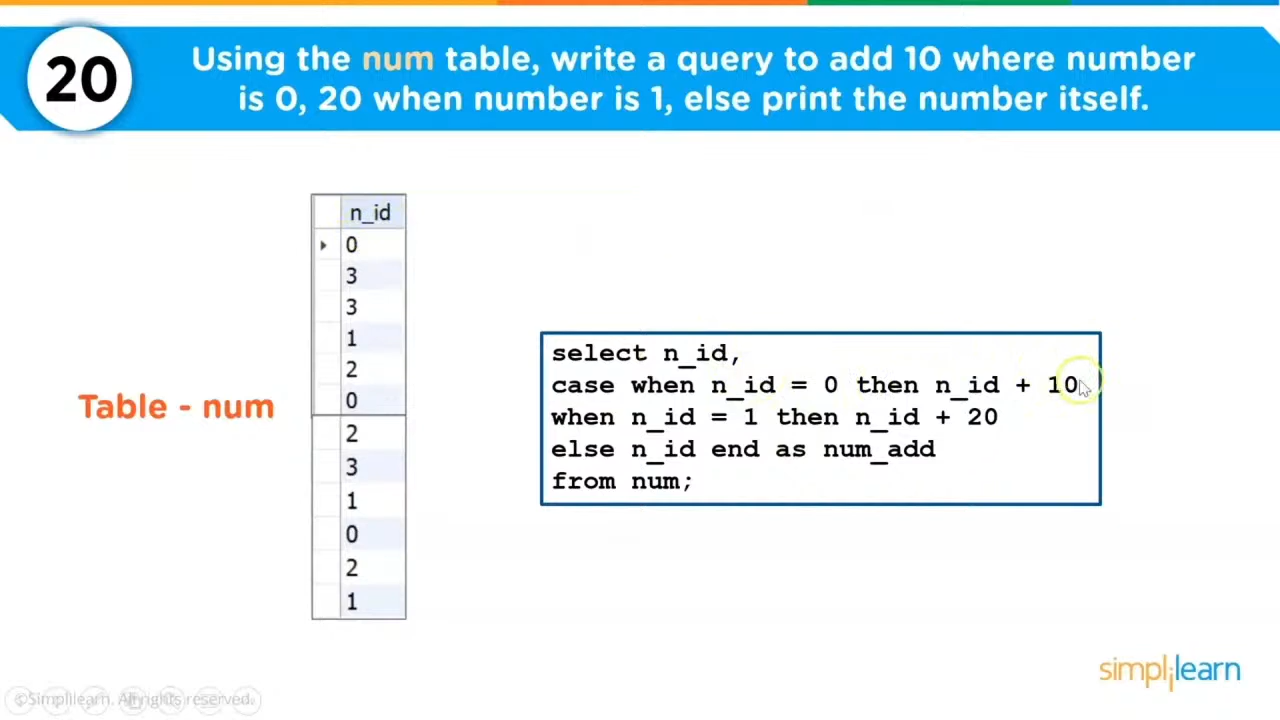 20
Using the num table, write a query to add 10 where number
is 0, 20 when number is 1, else print the number itself.
n_id
0
3
3
1
2
0
2
3
1
0
2
1
Table - num
select n_id,
case when n_id = 0 then n_id + 10
when n_id = 1 then n_id + 20
else n_id end as num_add
from num;
simplilearn
©Simplilearn. All rights reserved.